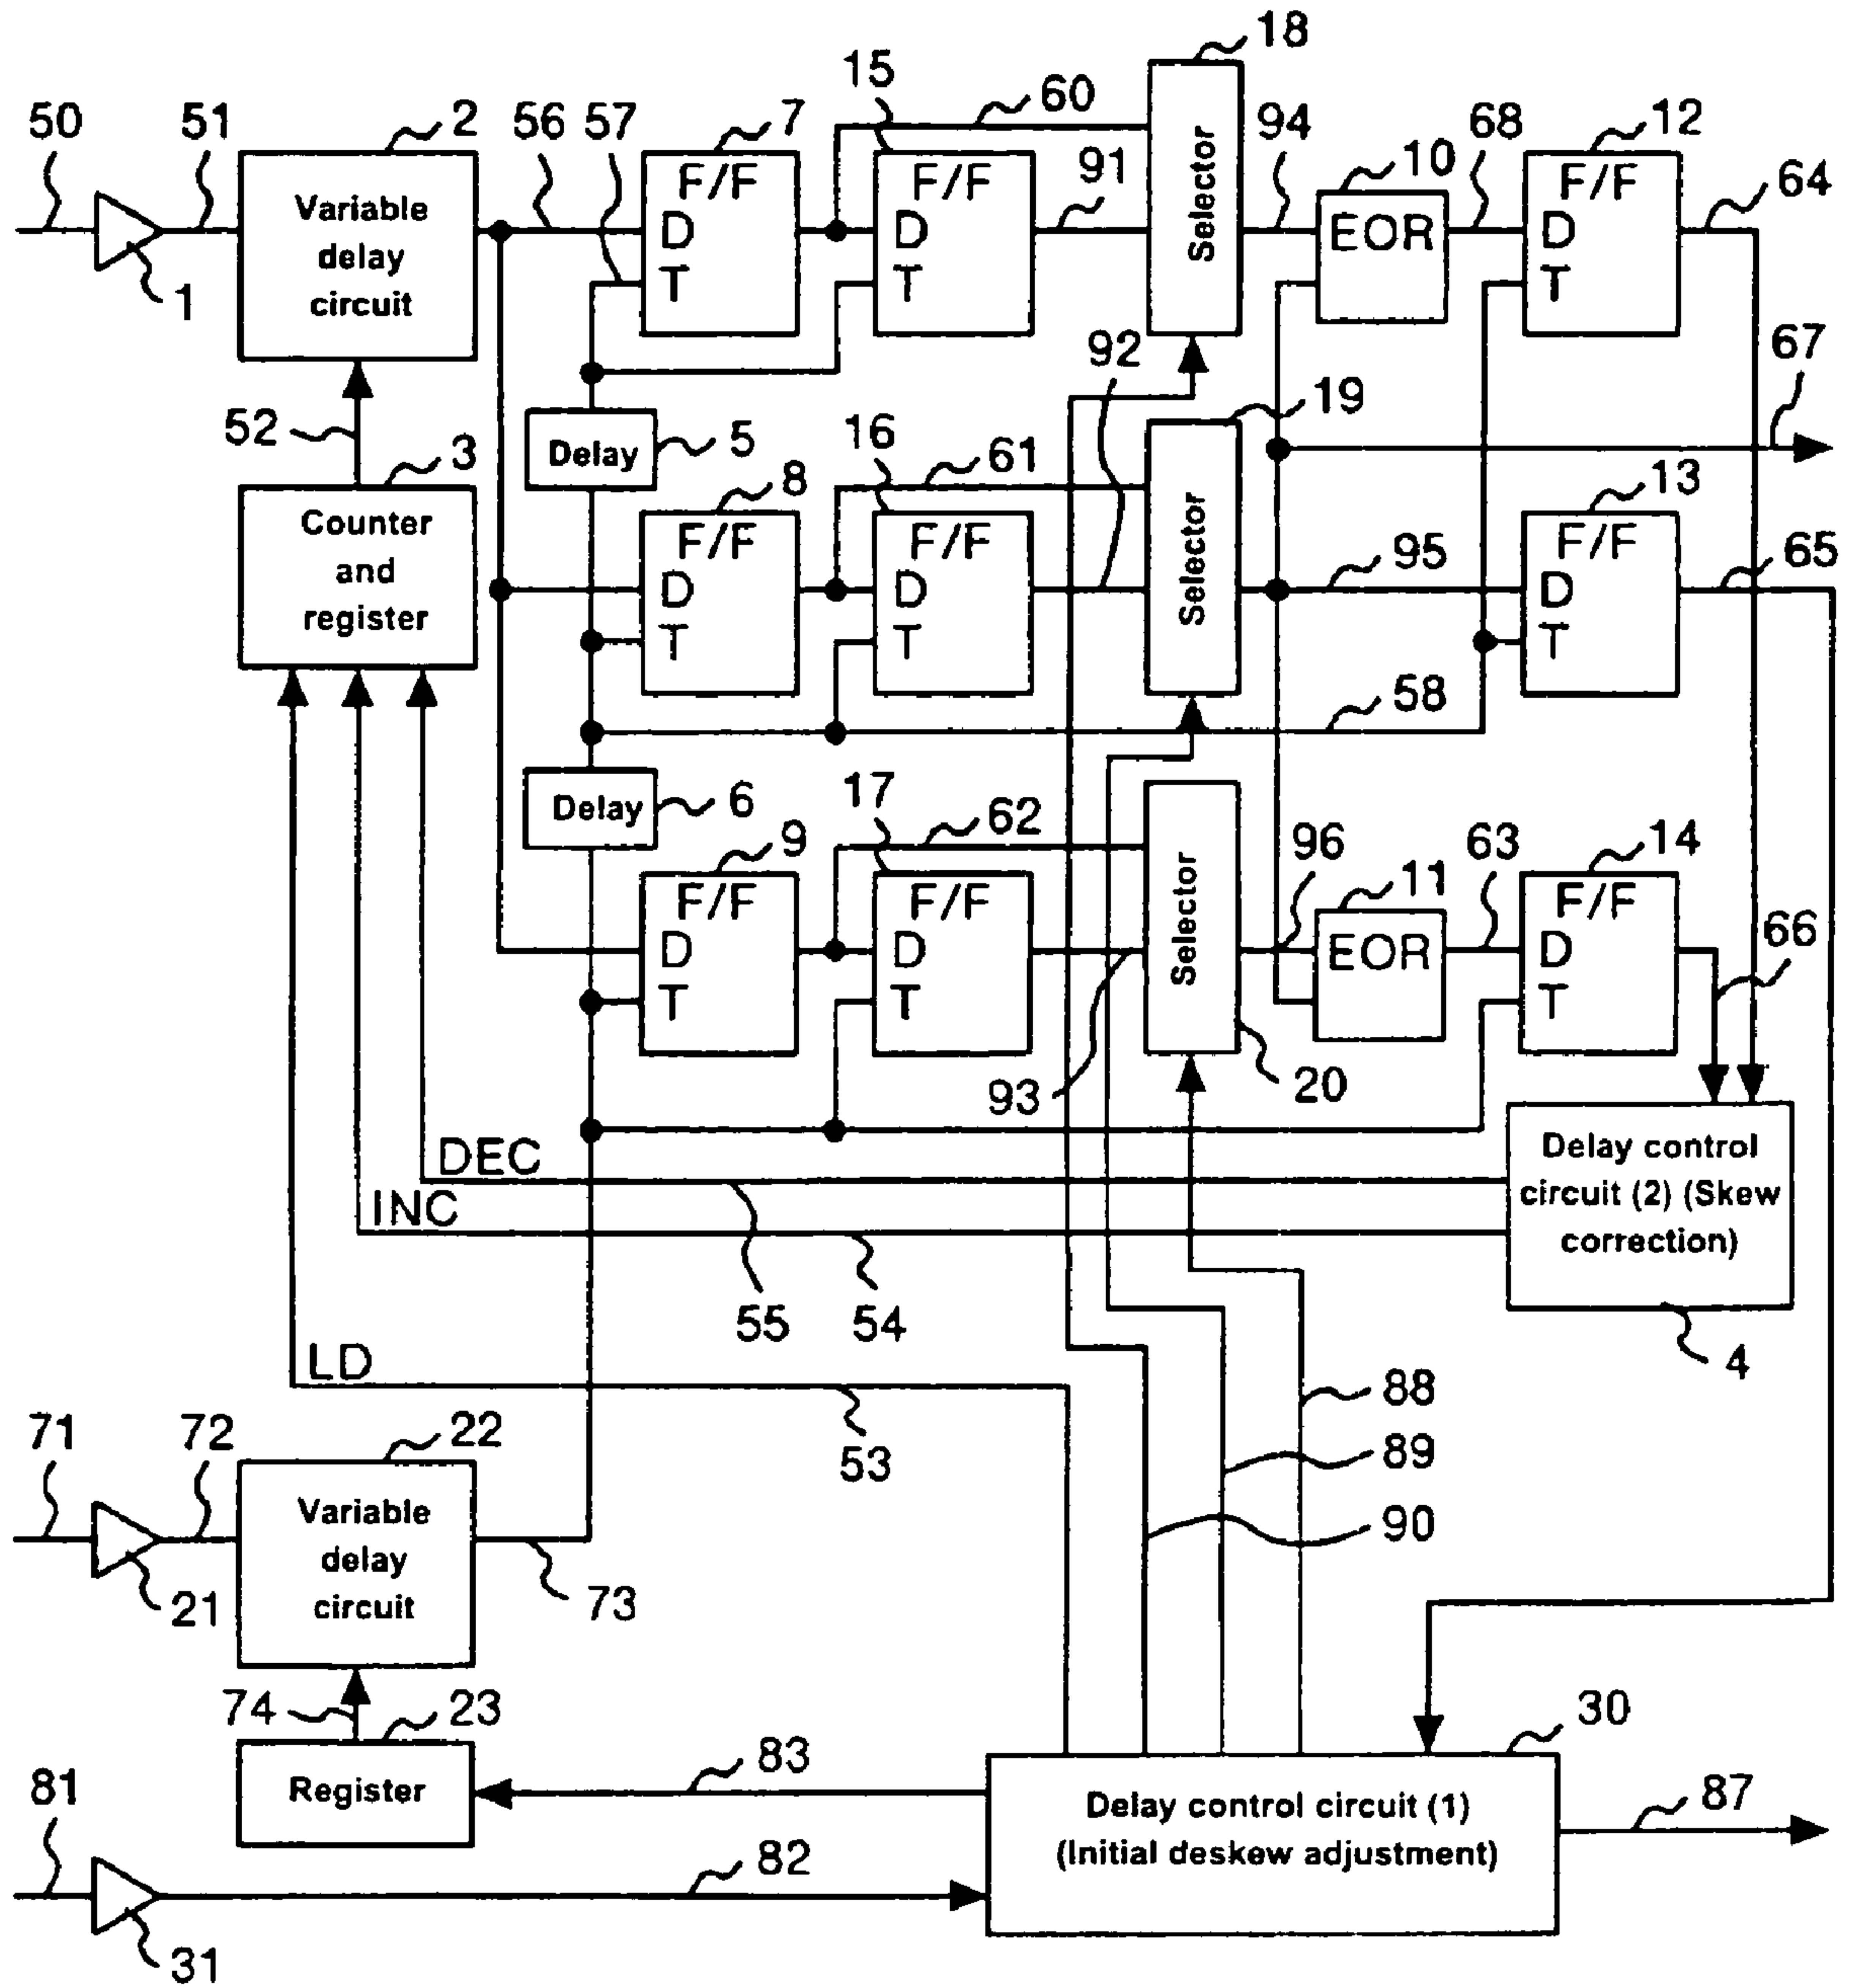 18
15
60
50
51
2
56
57
7
91
94
10
68
12
64
F/F
F/F
Selector
F/F
Variable
delay
circuit
D
D
EOR
D
T
T
T
1
92
67
52
3
Delay
5
16
61
19
8
13
Counter
and
register
F/F
F/F
Selector
F/F
95
65
D
D
D
T
T
T
58
Delay
6
17
62
9
96
11
63
14
F/F
F/F
Selector
F/F
66
D
D
EOR
D
T
T
T
93
20
DEC
Delay control
circuit (2) (Skew
correction)
INC
55
54
4
LD
88
71
72
22
53
89
Variable
delay
circuit
90
21
73
74
23
30
81
Register
83
Delay control circuit (1)
(Initial deskew adjustment)
87
82
31